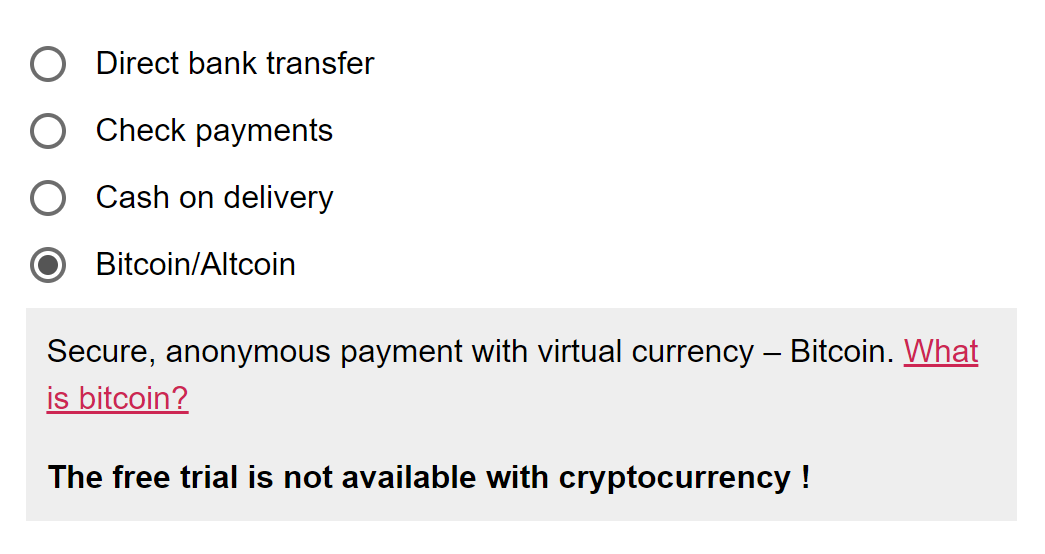 Direct bank transfer
Check payments
Cash on delivery
Bitcoin/Altcoin
Secure, anonymous payment with virtual currency – Bitcoin. What
is bitcoin?
The free trial is not available with cryptocurrency !